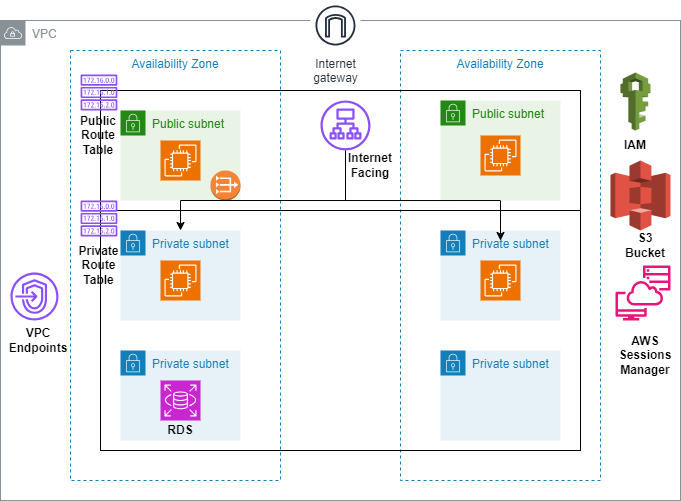 VPC
Internet
gateway
Availability Zone
Availability Zone
172.16.0.0
172.16.1.0
172.16.2.0
Public
Route
Table
Public subnet
Public subnet
Internet
Facing
IAM
172.16.0.0
172.16.1.0
172.16.2.0
Private
Route
Table
Private subnet
Private subnet
S3
Bucket
VPC
Endpoints
AWS
Sessions
Manager
Private subnet
Private subnet
RDS